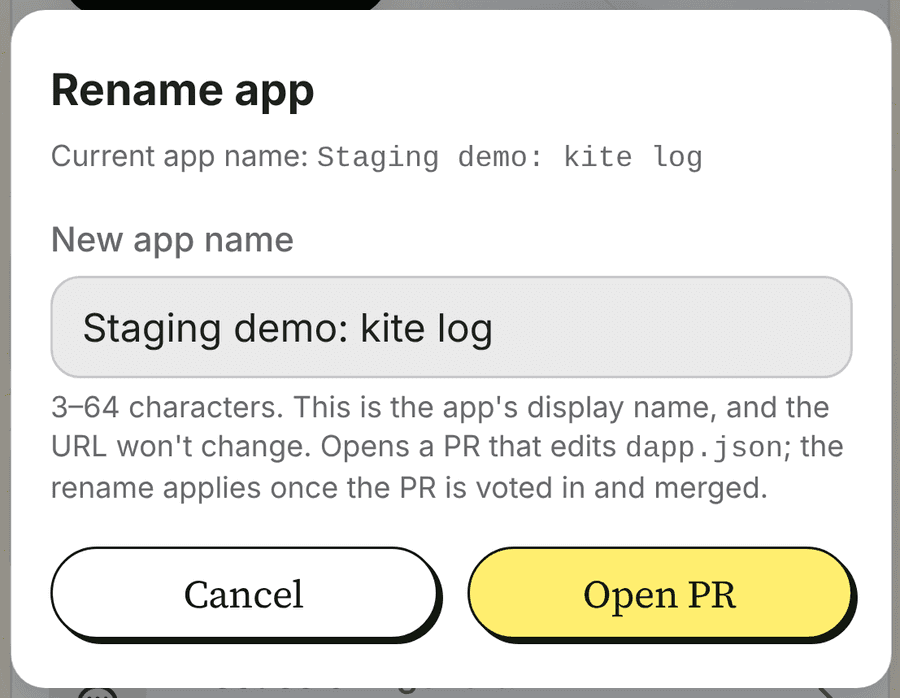 Rename app
Current app name: Staging demo: kite log
New app name
Staging demo: kite log
3–64 characters. This is the app's display name, and the
URL won't change. Opens a PR that edits dapp.json; the
rename applies once the PR is voted in and merged.
Cancel
Open PR